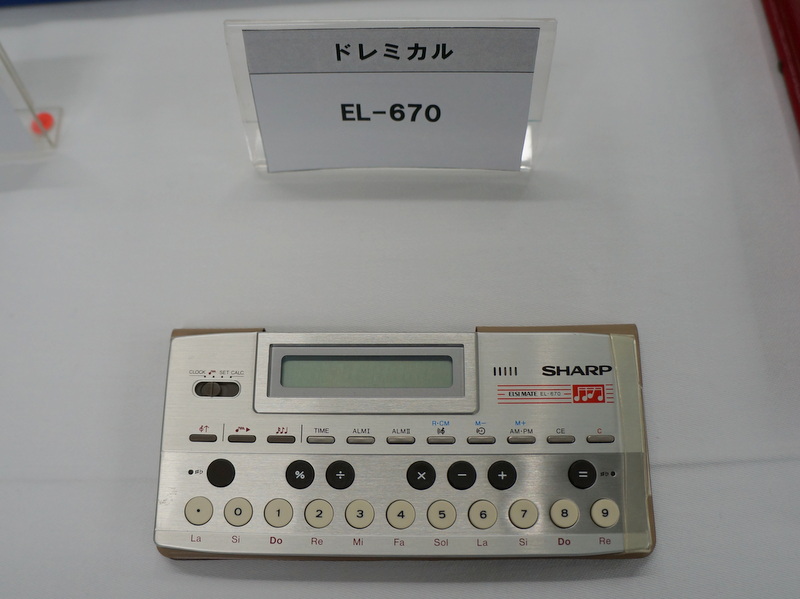 ドレミカル
EL-670
CLOCK SET CALC
SHARP
ELSI MATE EL-670
R·CM M− M+
TIME ALM I ALM II AM·PM CE C
% ÷ × − + =
· 0 1 2 3 4 5 6 7 8 9
La Si Do Re Mi Fa Sol La Si Do Re